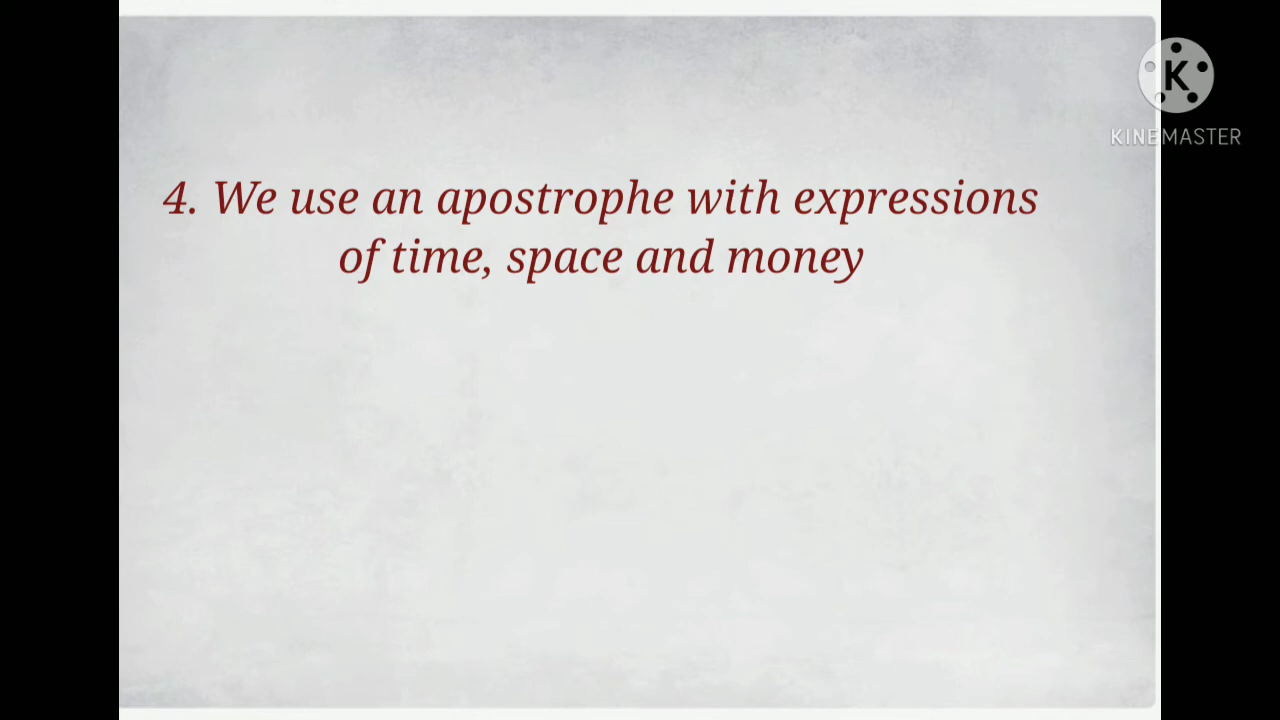 K
KINEMASTER
4. We use an apostrophe with expressions
of time, space and money